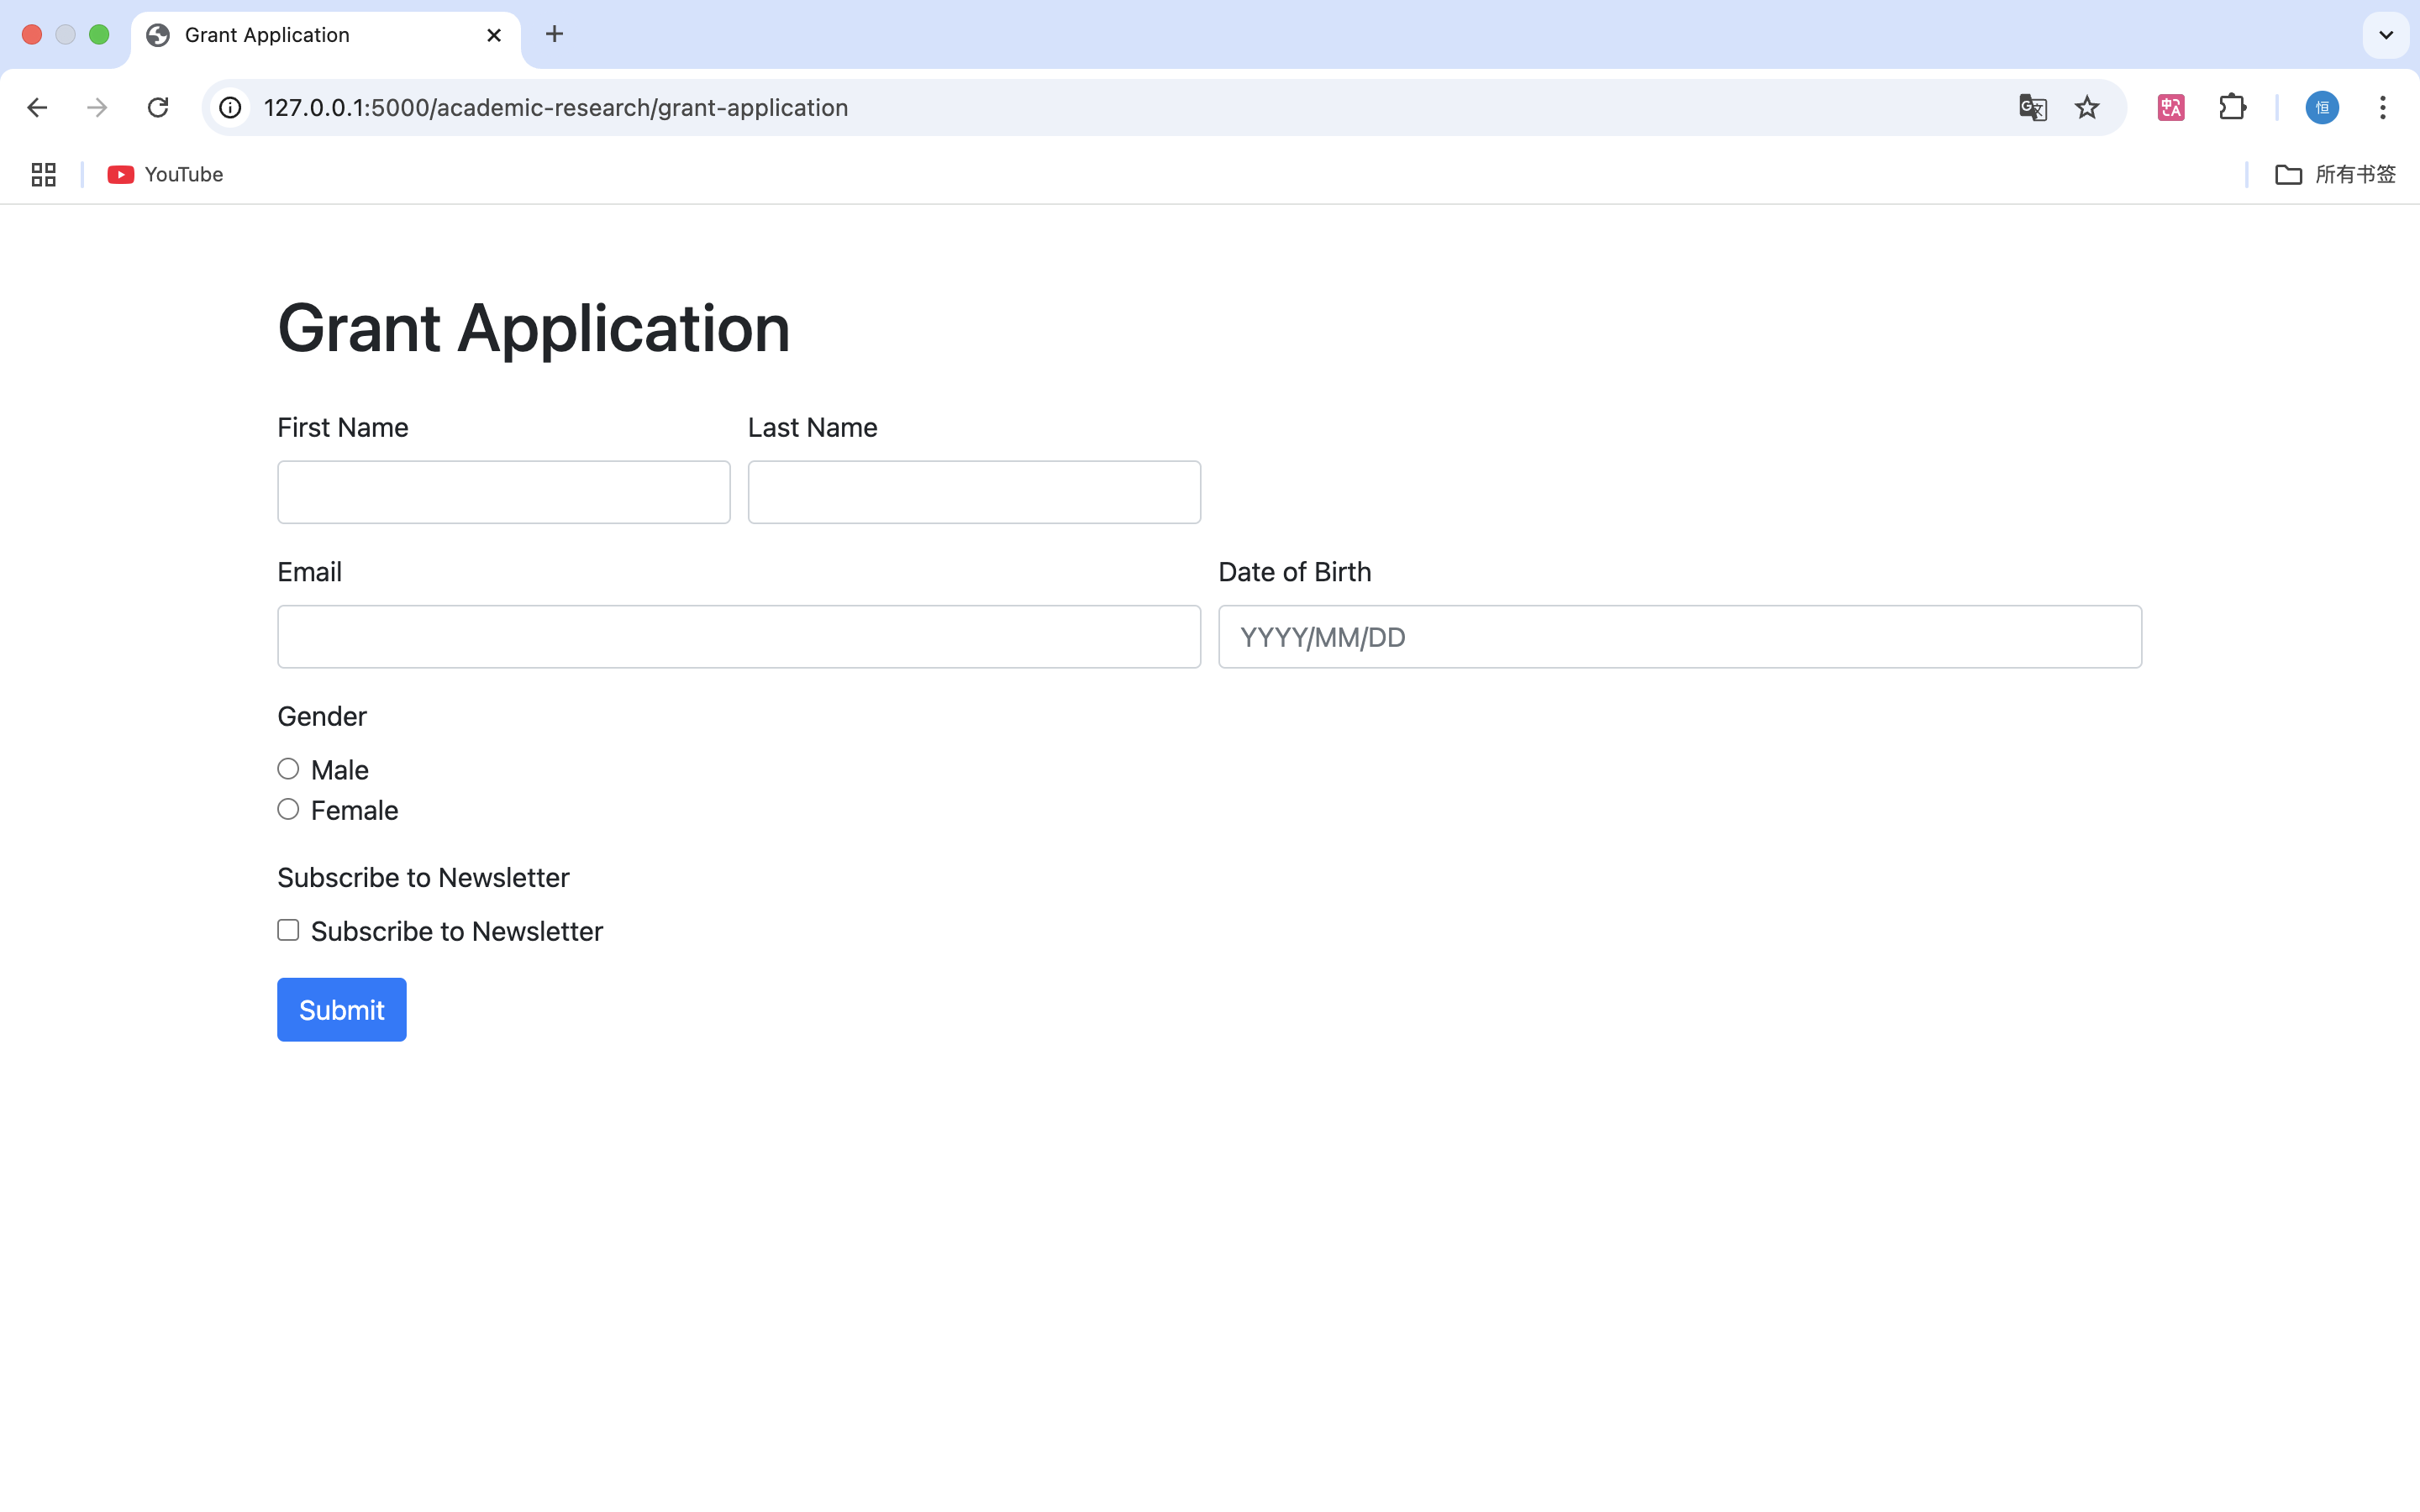 Grant Application
127.0.0.1:5000/academic-research/grant-application
恒
YouTube
所有书签
Grant Application
First Name
Last Name
Email
Date of Birth
YYYY/MM/DD
Gender
Male
Female
Subscribe to Newsletter
Subscribe to Newsletter
Submit